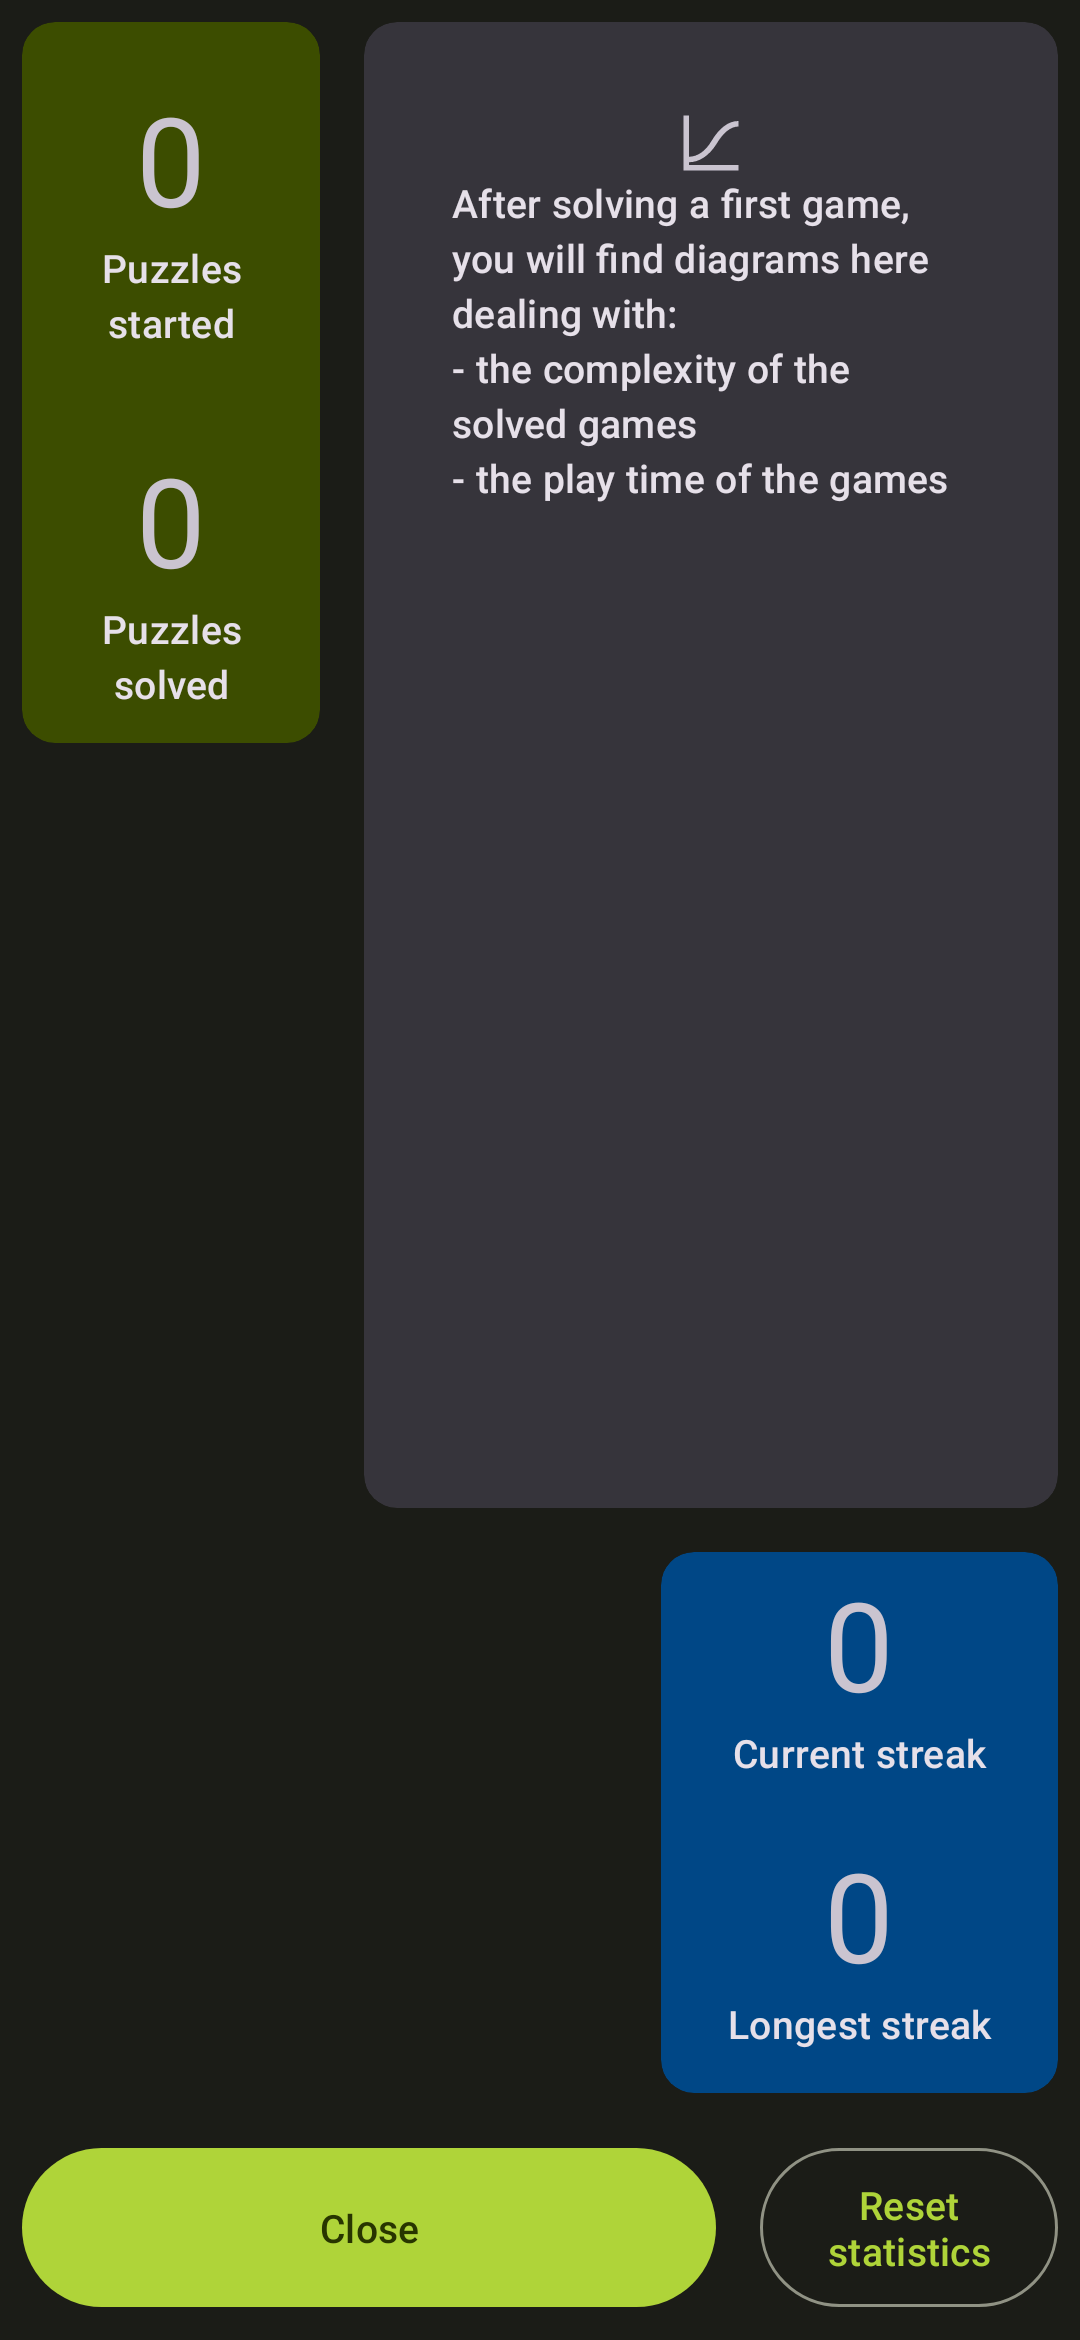 0
Puzzles
started
0
Puzzles
solved
After solving a first game,
you will find diagrams here
dealing with:
- the complexity of the
solved games
- the play time of the games
0
Current streak
0
Longest streak
Close
Reset
statistics